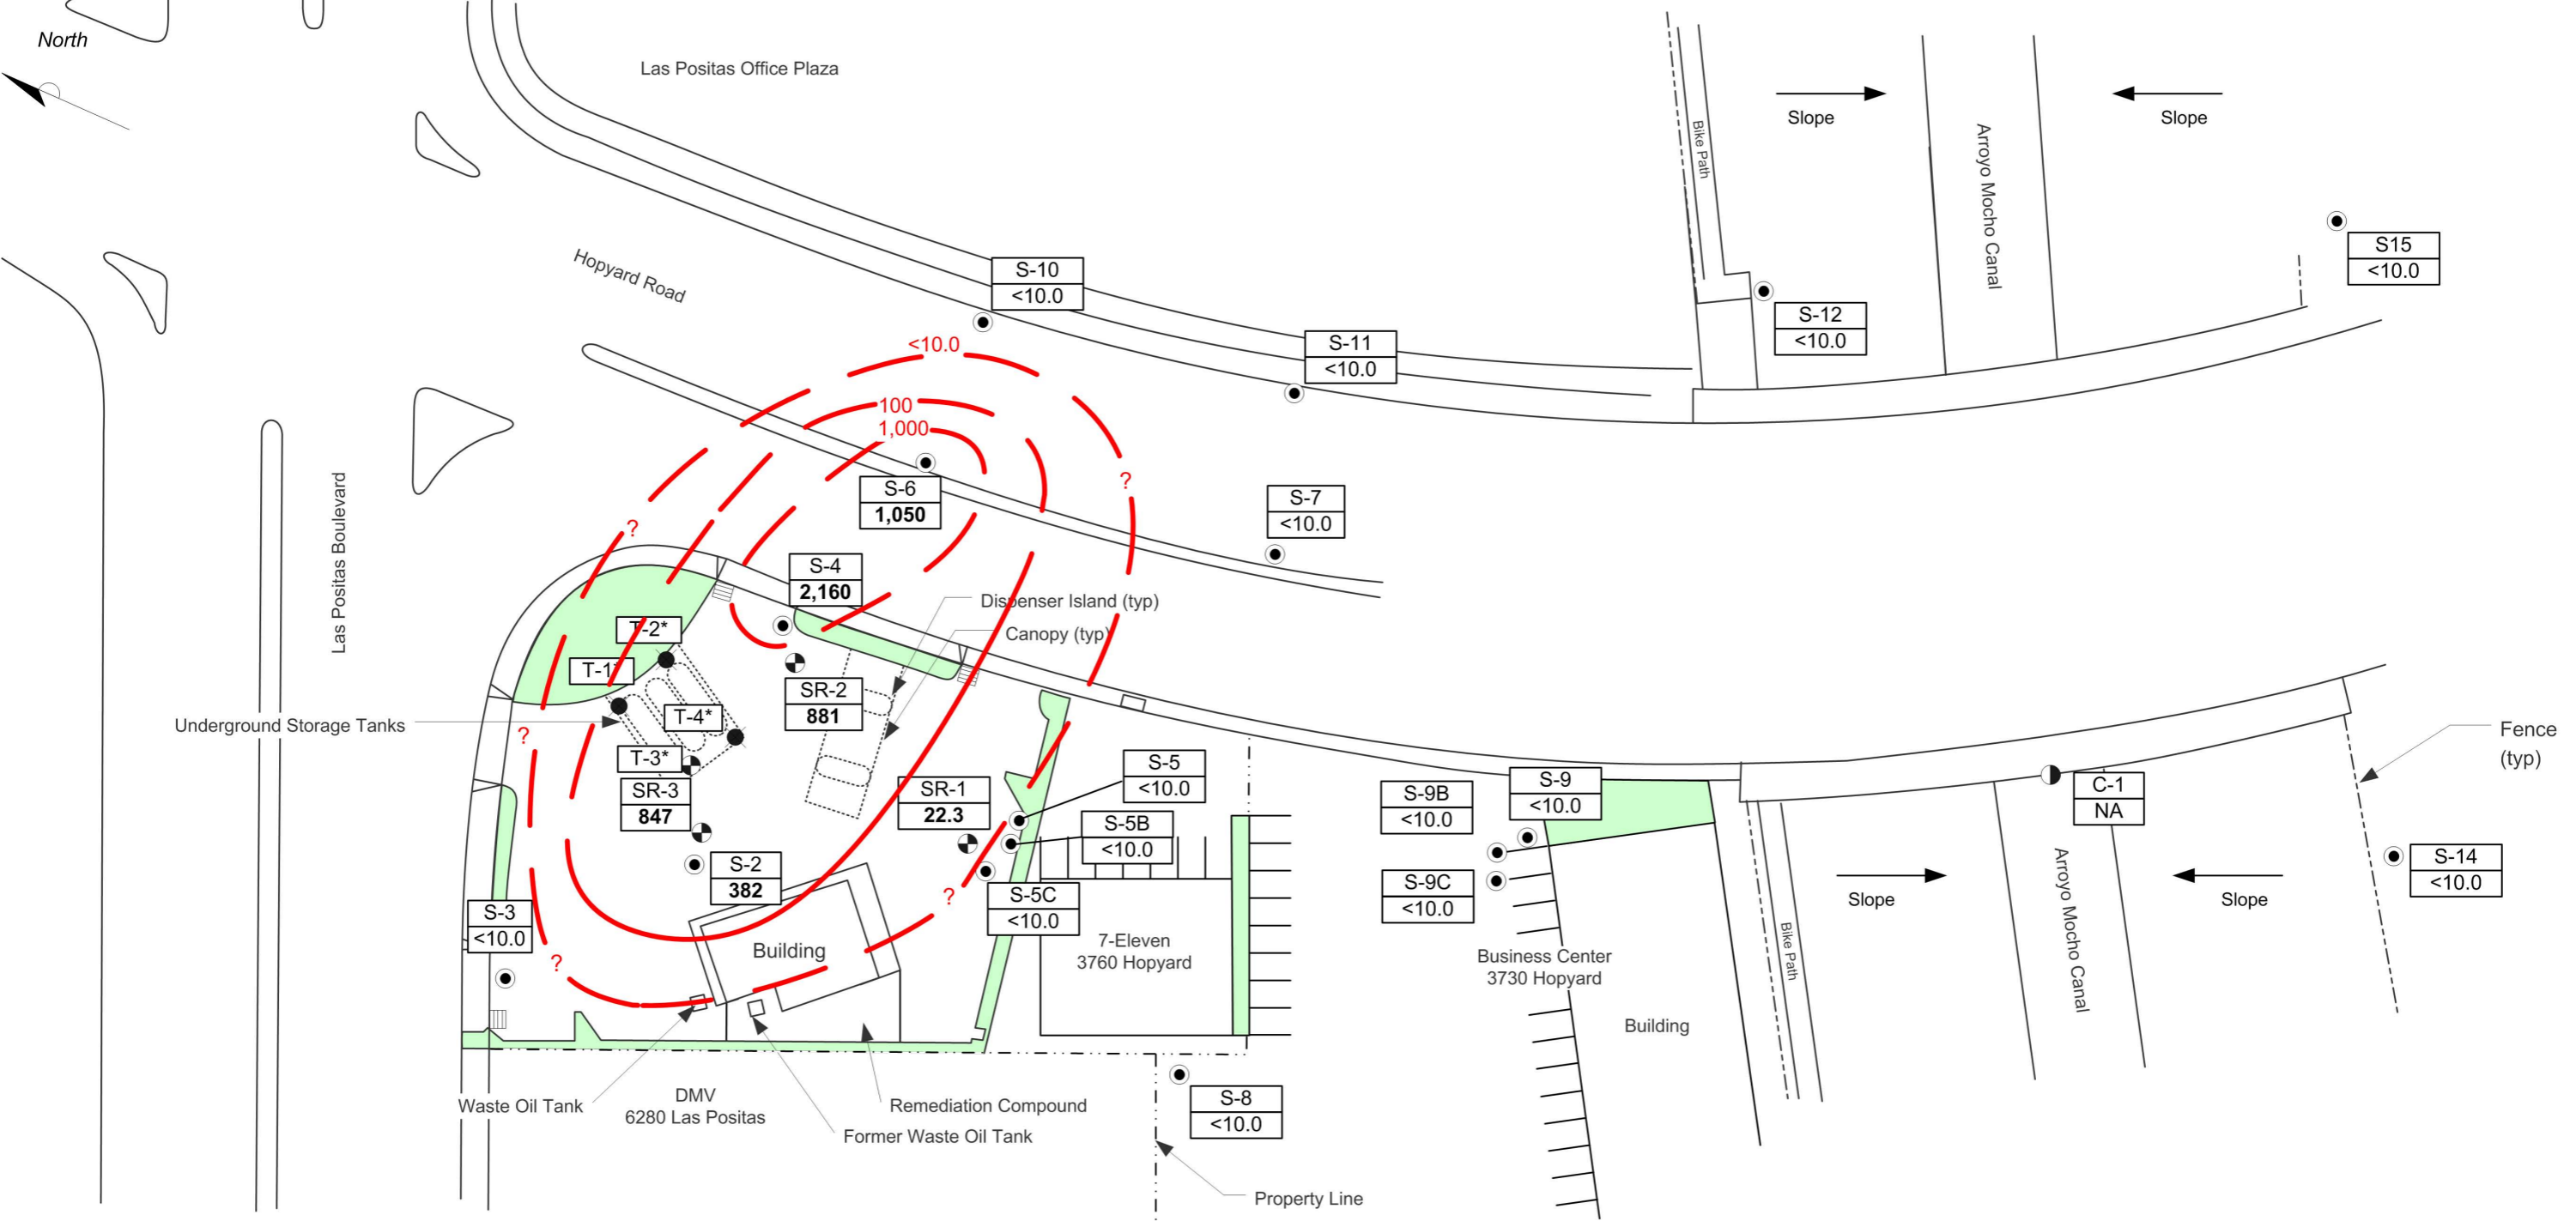 North
Las Positas Office Plaza
Slope
Slope
Bike Path
Arroyo Mocho Canal
S15
<10.0
Hopyard Road
S-10
<10.0
S-12
<10.0
S-11
<10.0
<10.0
100
1,000
?
S-6
1,050
S-7
<10.0
?
Las Positas Boulevard
S-4
2,160
Dispenser Island (typ)
Canopy (typ)
T-2*
T-1
T-4*
T-3*
SR-2
881
Underground Storage Tanks
?
SR-3
847
SR-1
22.3
S-5
<10.0
S-5B
<10.0
S-5C
<10.0
S-2
382
?
S-3
<10.0
?
Building
7-Eleven
3760 Hopyard
S-9B
<10.0
S-9
<10.0
S-9C
<10.0
Business Center
3730 Hopyard
Building
Bike Path
Slope
Arroyo Mocho Canal
Slope
C-1
NA
Fence
(typ)
S-14
<10.0
Waste Oil Tank
DMV
6280 Las Positas
Remediation Compound
Former Waste Oil Tank
S-8
<10.0
Property Line